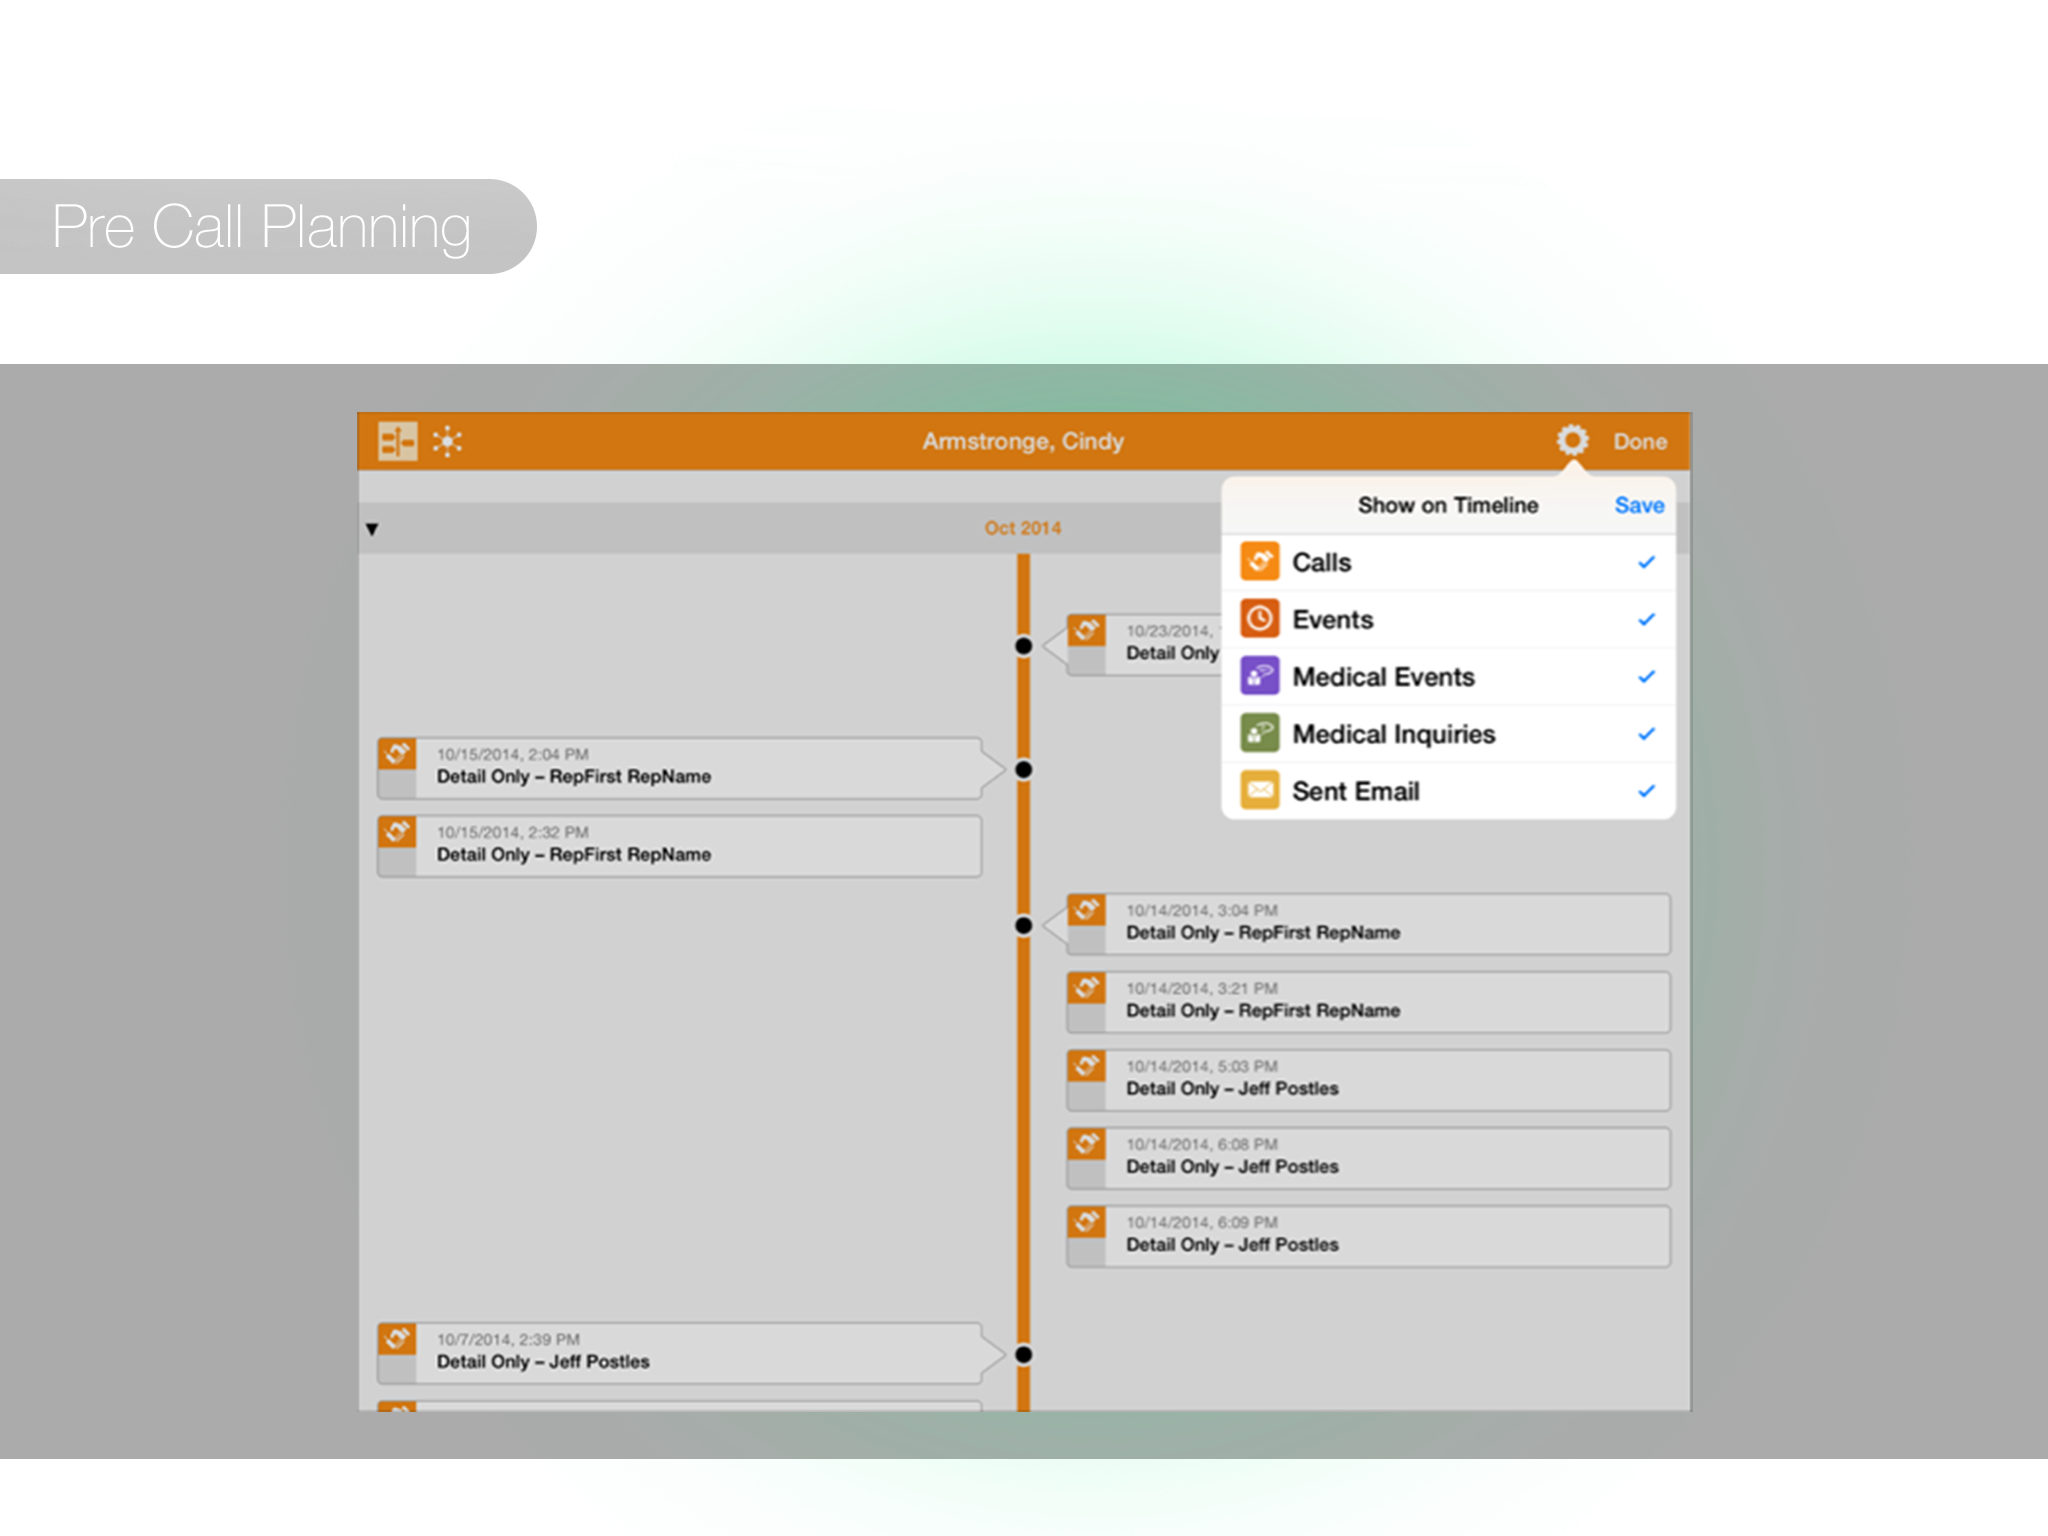 Pre Call Planning
Armstronge, Cindy
Done
Show on Timeline
Save
Oct 2014
Calls
Events
Medical Events
Medical Inquiries
Sent Email
10/23/2014,
Detail Only
10/15/2014, 2:04 PM
Detail Only – RepFirst RepName
10/15/2014, 2:32 PM
Detail Only – RepFirst RepName
10/14/2014, 3:04 PM
Detail Only – RepFirst RepName
10/14/2014, 3:21 PM
Detail Only – RepFirst RepName
10/14/2014, 5:03 PM
Detail Only – Jeff Postles
10/14/2014, 6:08 PM
Detail Only – Jeff Postles
10/14/2014, 6:09 PM
Detail Only – Jeff Postles
10/7/2014, 2:39 PM
Detail Only – Jeff Postles